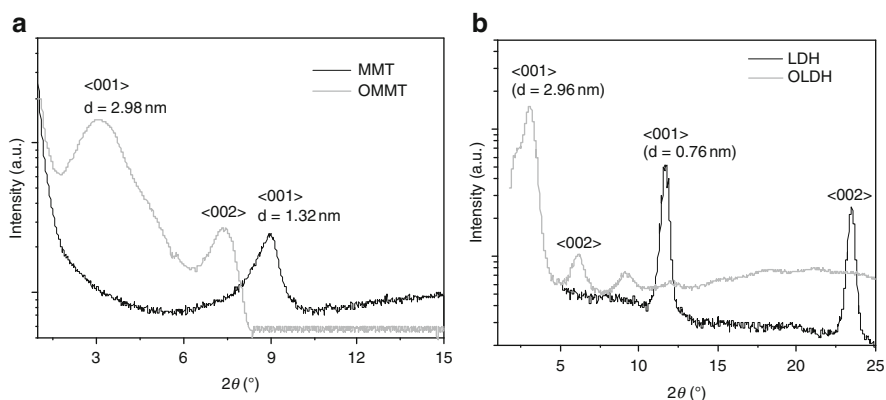 a
MMT
OMMT
<001>
d = 2.98 nm
<002>
<001>
d = 1.32 nm
Intensity (a.u.)
3
6
9
12
15
2θ (°)
b
LDH
OLDH
<001>
(d = 2.96 nm)
<001>
(d = 0.76 nm)
<002>
<002>
Intensity (a.u.)
5
10
15
20
25
2θ (°)